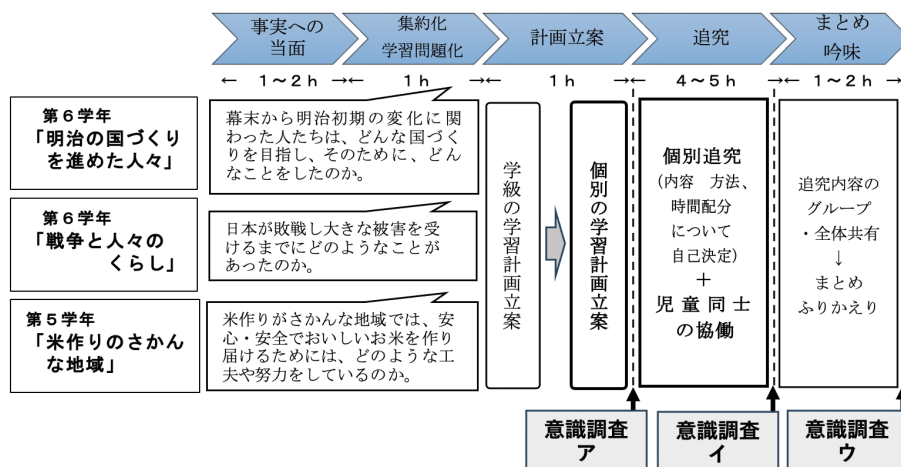 事実への
当面
集約化
学習問題化
計画立案
追究
まとめ
吟味
← 1～2ｈ →
← 1ｈ →
← 1ｈ →
← 4～5ｈ →
← 1～2ｈ →
第６学年
「明治の国づくり
を進めた人々」
幕末から明治初期の変化に関
わった人たちは、どんな国づく
りを目指し、そのために、どん
なことをしたのか。
第６学年
「戦争と人々の
くらし」
日本が敗戦し大きな被害を受
けるまでにどのようなことが
あったのか。
第５学年
「米作りのさかん
な地域」
米作りがさかんな地域では、安
心・安全でおいしいお米を作り
届けるためには、どのような工
夫や努力をしているのか。
学級の学習計画立案
個別の学習計画立案
個別追究
（内容　方法、
時間配分
について
自己決定）
＋
児童同士
の協働
追究内容の
グループ
・全体共有
↓
まとめ
ふりかえり
意識調査
ア
意識調査
イ
意識調査
ウ